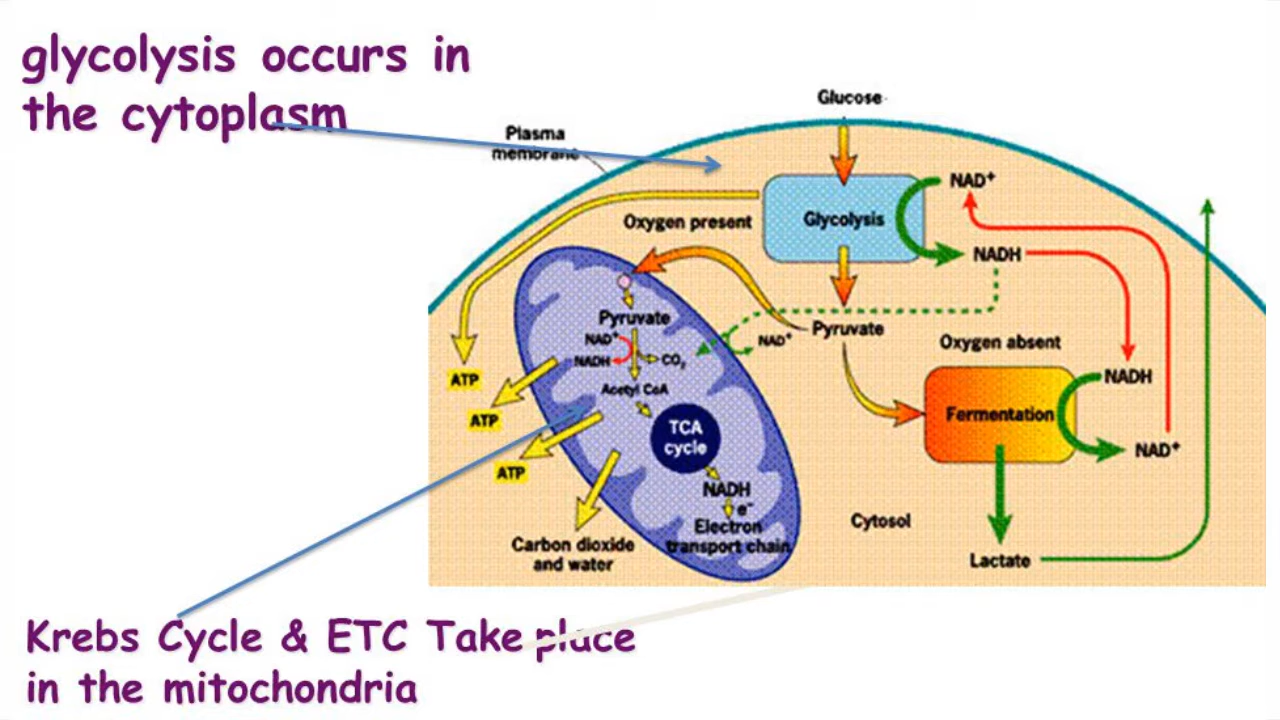 glycolysis occurs in
the cytoplasm
Glucose
Plasma
membrane
NAD⁺
Oxygen present
Glycolysis
NADH
Pyruvate
NAD⁺
NADH
CO₂
Acetyl CoA
NAD⁺
Pyruvate
Oxygen absent
ATP
ATP
ATP
TCA
cycle
NADH
e⁻
Electron
transport chain
Carbon dioxide
and water
NADH
Fermentation
NAD⁺
Cytosol
Lactate
Krebs Cycle & ETC Take place
in the mitochondria